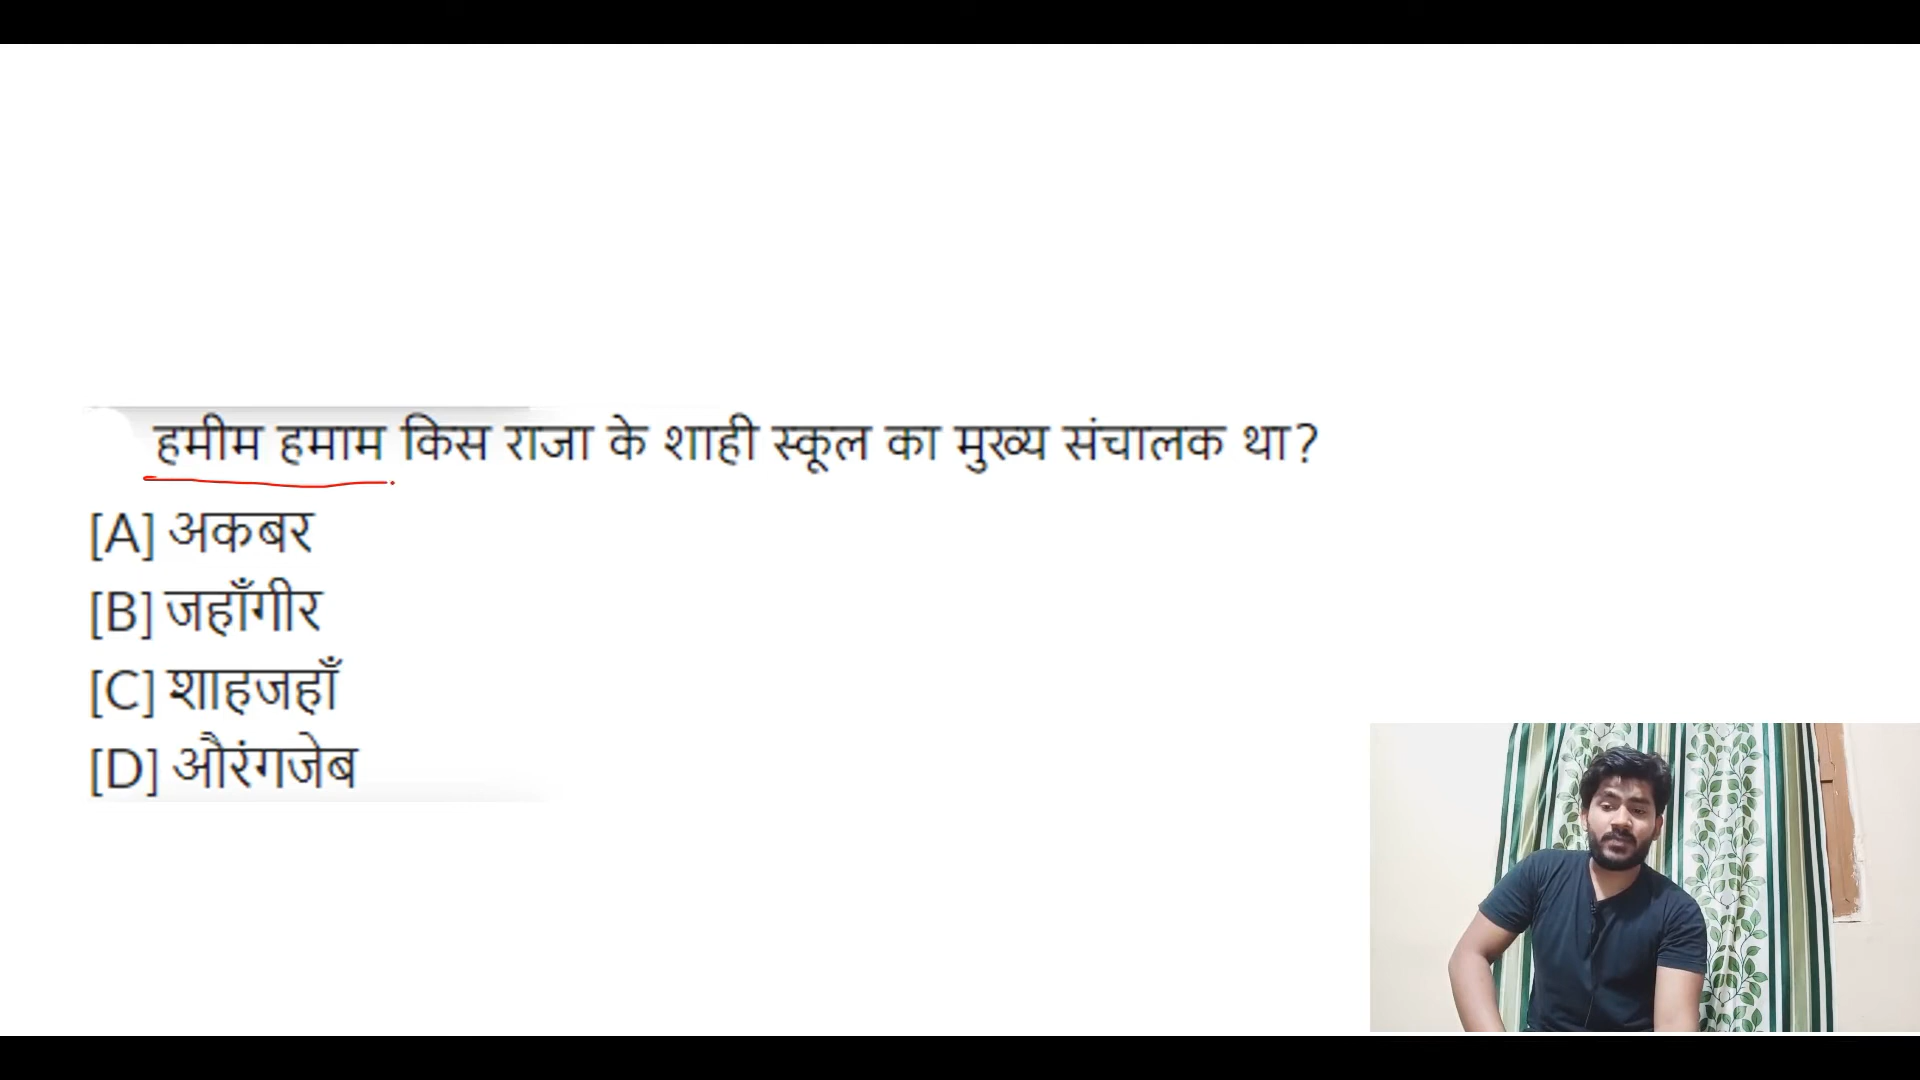 हमीम हमाम किस राजा के शाही स्कूल का मुख्य संचालक था?
[A] अकबर
[B] जहाँगीर
[C] शाहजहाँ
[D] औरंगजेब